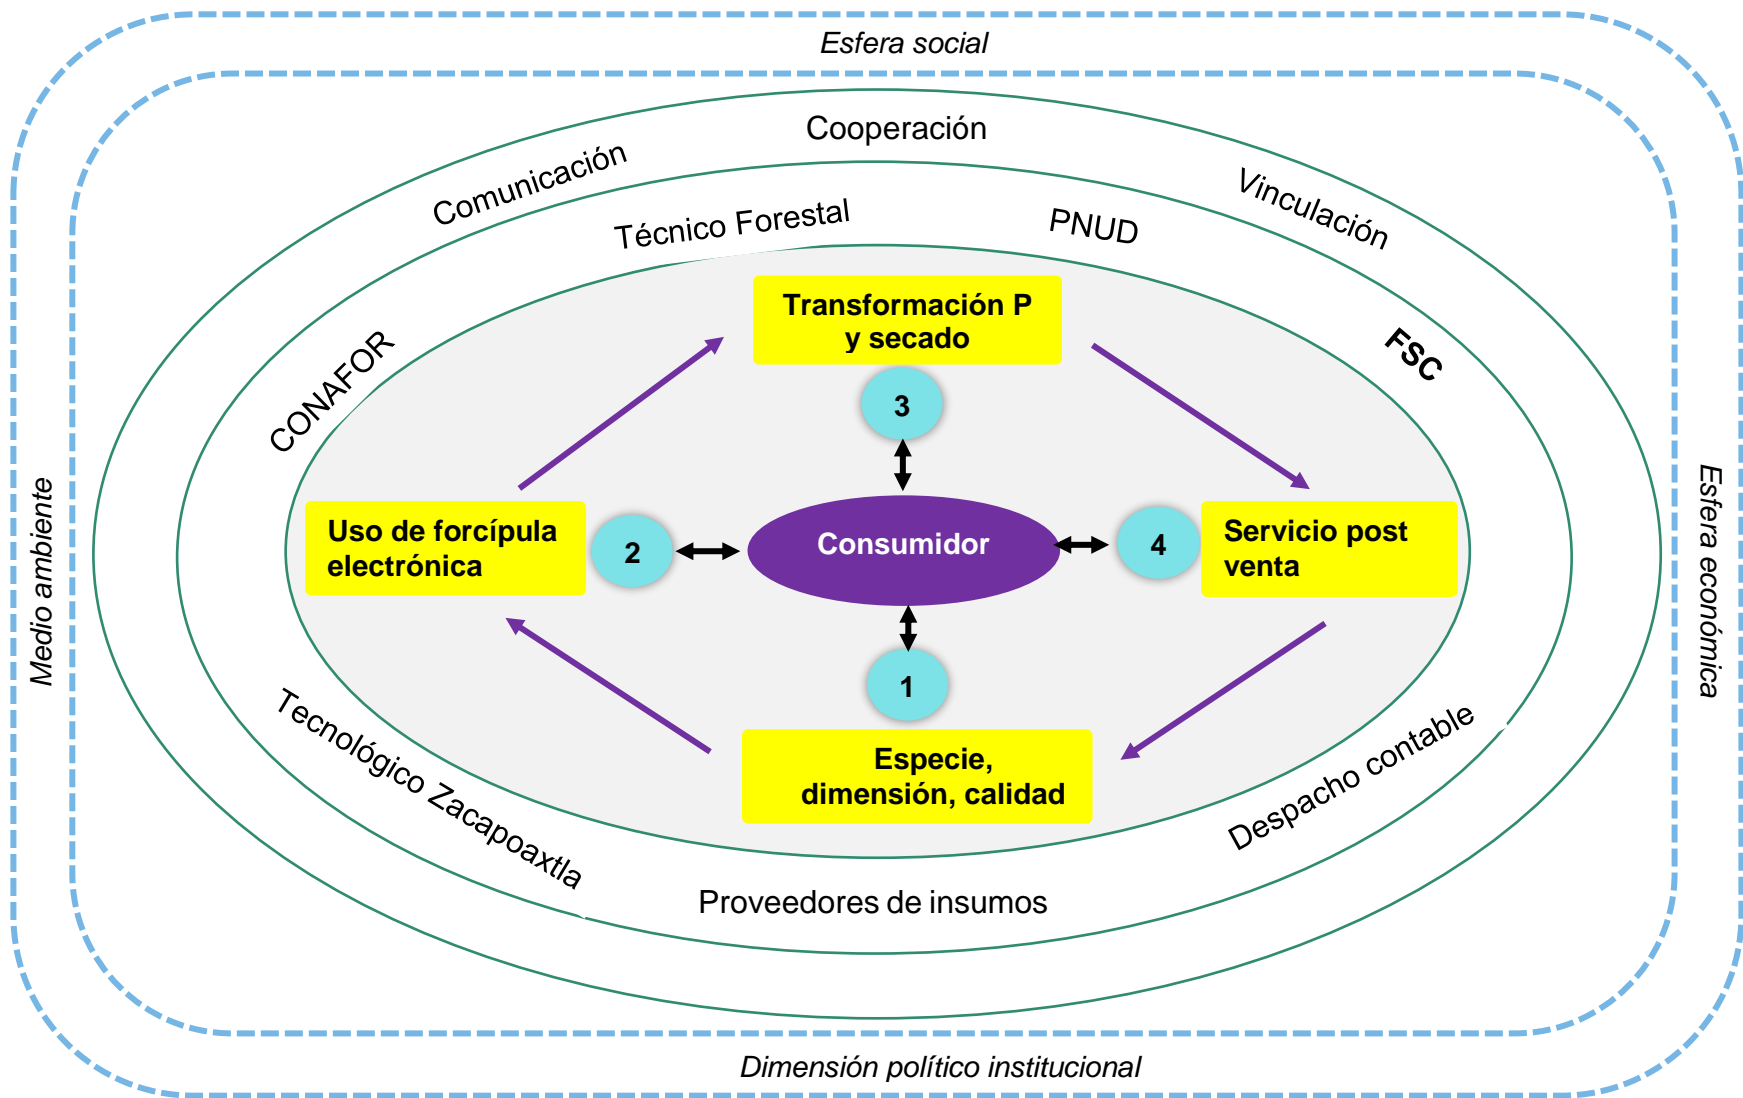 Esfera social
Cooperación
Comunicación
Vinculación
Técnico Forestal
PNUD
Transformación P
y secado
FSC
CONAFOR
3
Medio ambiente
Esfera económica
Uso de forcípula
electrónica
2
Consumidor
4
Servicio post
venta
1
Especie,
dimensión, calidad
Tecnológico Zacapoaxtla
Despacho contable
Proveedores de insumos
Dimensión político institucional